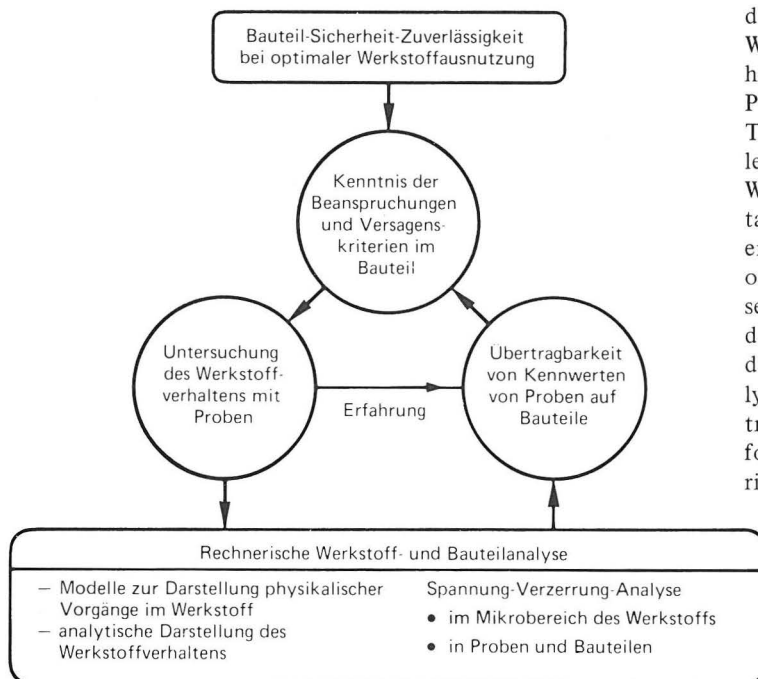 Bauteil-Sicherheit-Zuverlässigkeit
bei optimaler Werkstoffausnutzung
Kenntnis der
Beanspruchungen
und Versagens-
kriterien im
Bauteil
Untersuchung
des Werkstoff-
verhaltens mit
Proben
Erfahrung
Übertragbarkeit
von Kennwerten
von Proben auf
Bauteile
Rechnerische Werkstoff- und Bauteilanalyse
– Modelle zur Darstellung physikalischer
Vorgänge im Werkstoff
– analytische Darstellung des
Werkstoffverhaltens
Spannung-Verzerrung-Analyse
• im Mikrobereich des Werkstoffs
• in Proben und Bauteilen